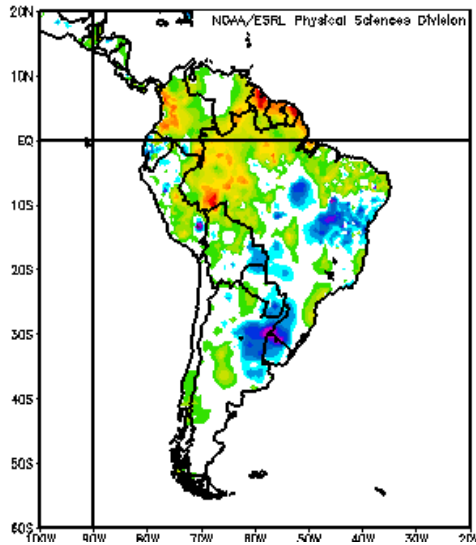 20N
NOAA/ESRL Physical Sciences Division
10N
EQ
10S
20S
30S
40S
50S
60S
100W 90W 80W 70W 60W 50W 40W 30W 20W